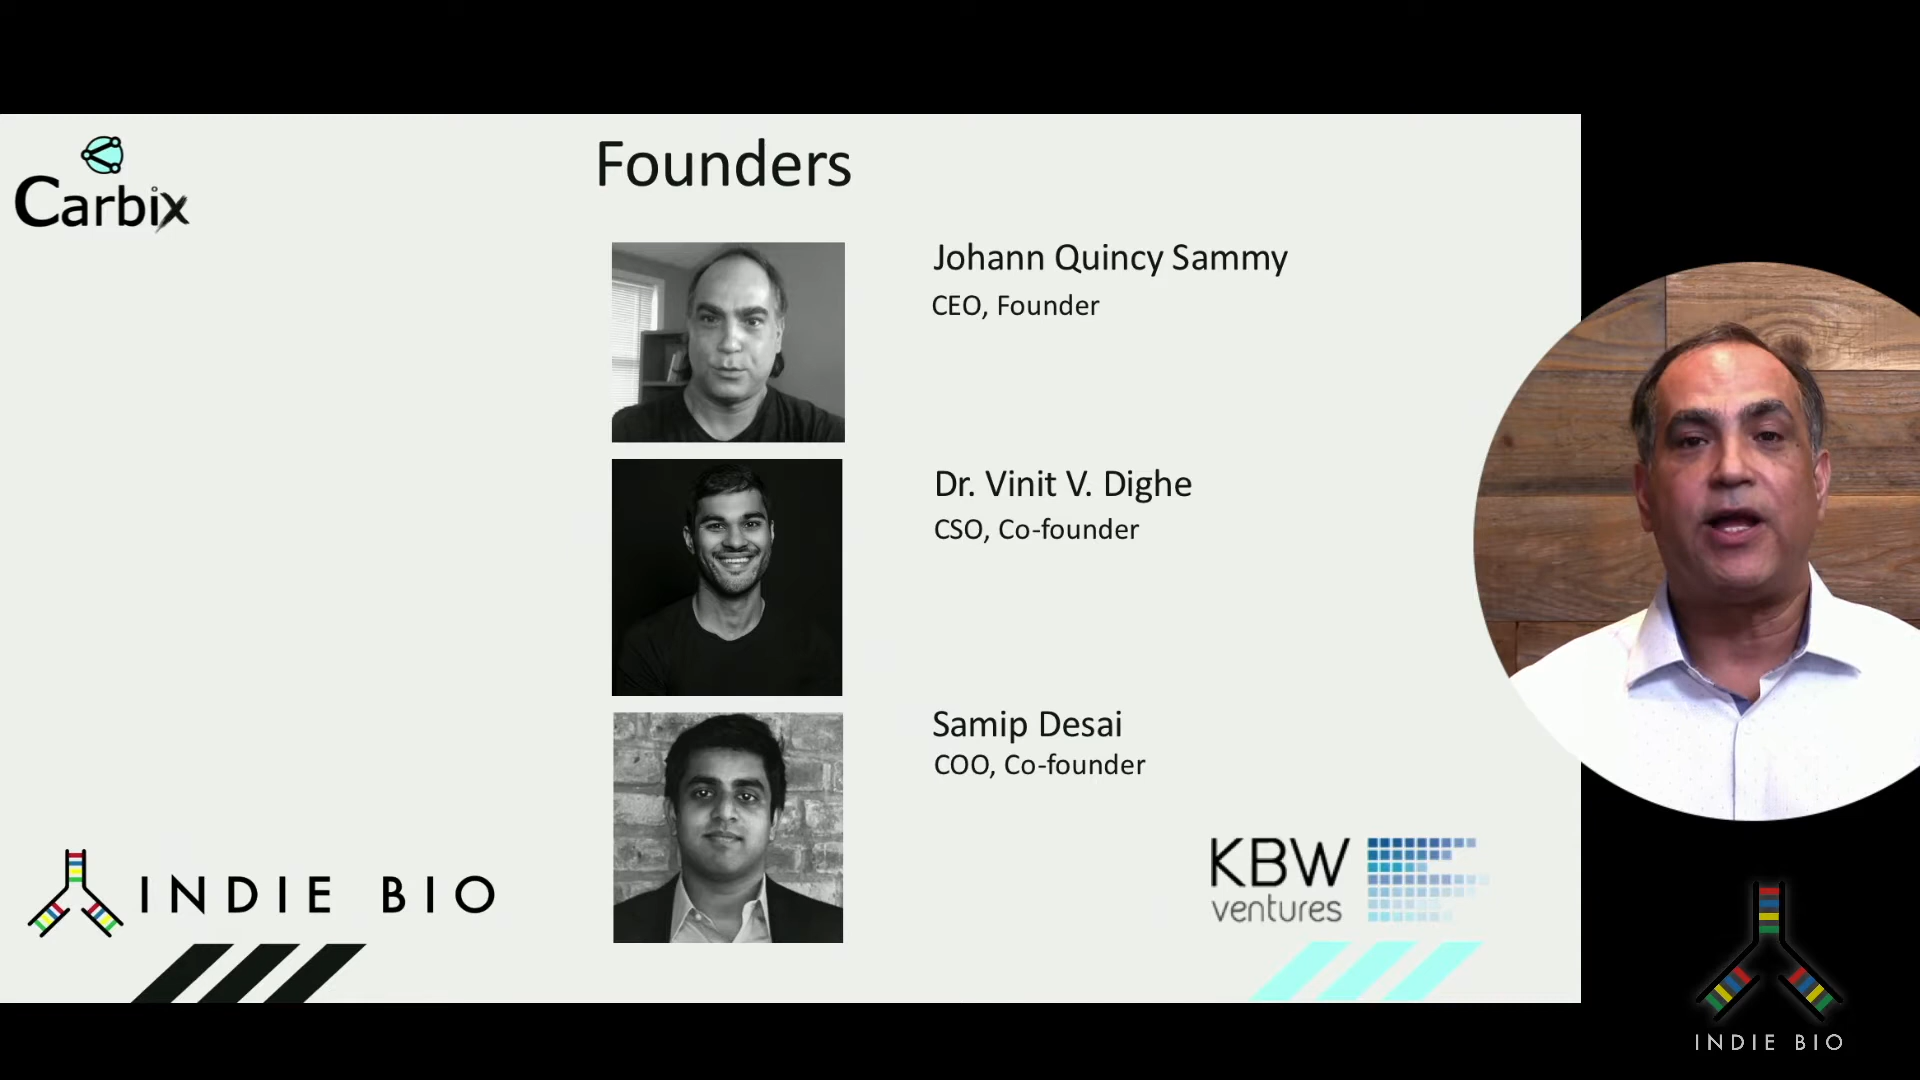 Carbix
Founders
Johann Quincy Sammy
CEO, Founder
Dr. Vinit V. Dighe
CSO, Co-founder
Samip Desai
COO, Co-founder
INDIE BIO
KBW
ventures
INDIE BIO